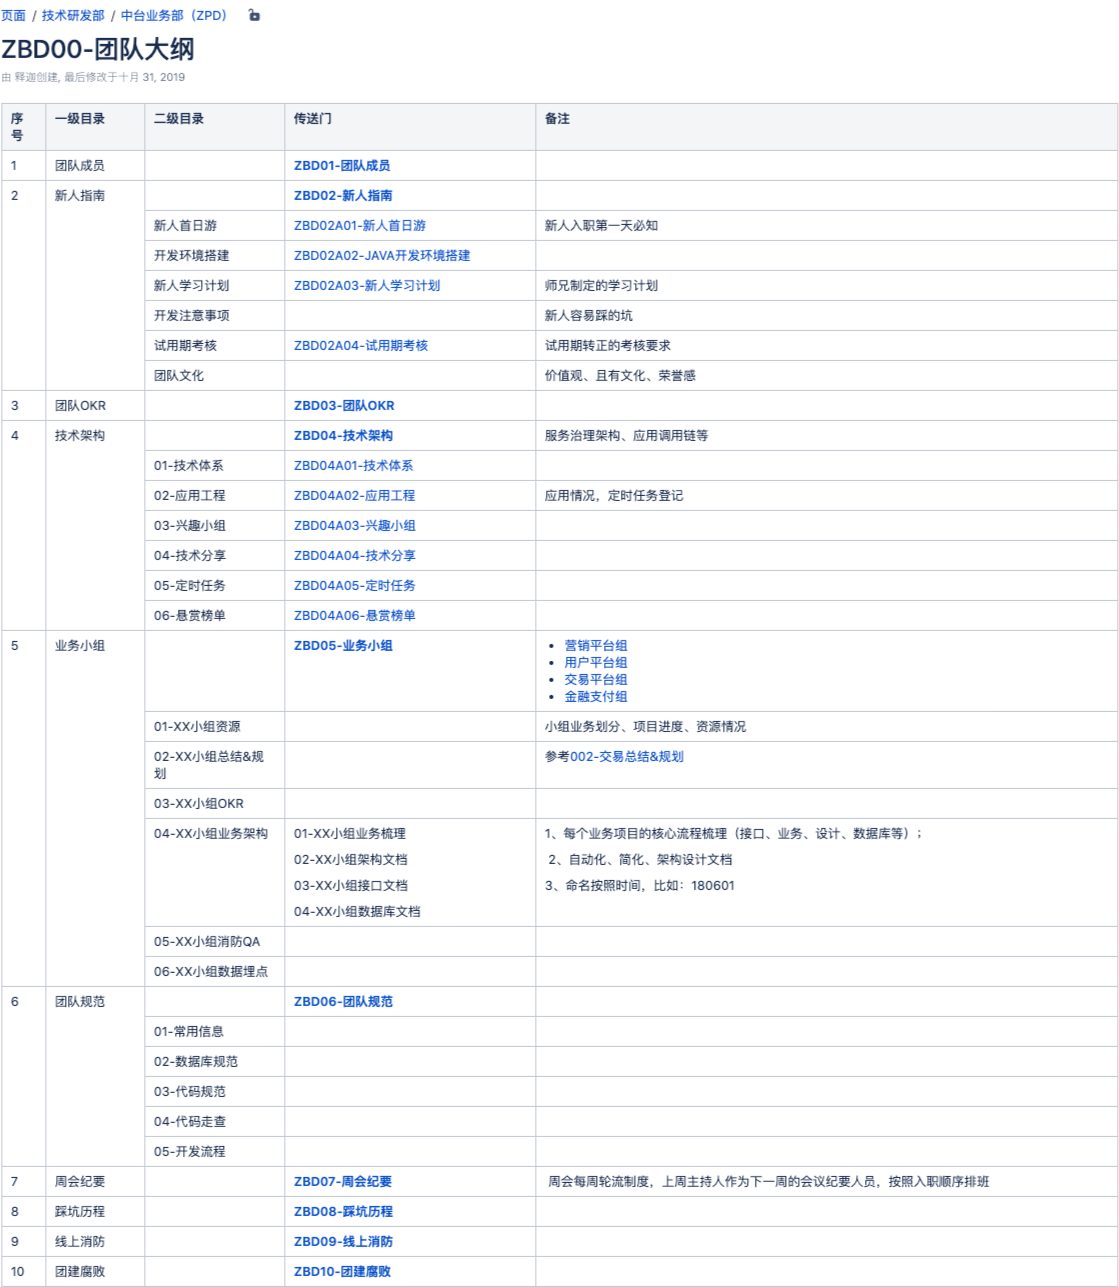 页面 / 技术研发部 / 中台业务部（ZPD）
ZBD00-团队大纲
由 释迦创建, 最后修改于十月 31, 2019
序号 一级目录 二级目录 传送门 备注
1 团队成员 ZBD01-团队成员
2 新人指南 ZBD02-新人指南
新人首日游 ZBD02A01-新人首日游 新人入职第一天必知
开发环境搭建 ZBD02A02-JAVA开发环境搭建
新人学习计划 ZBD02A03-新人学习计划 师兄制定的学习计划
开发注意事项 新人容易踩的坑
试用期考核 ZBD02A04-试用期考核 试用期转正的考核要求
团队文化 价值观、且有文化、荣誉感
3 团队OKR ZBD03-团队OKR
4 技术架构 ZBD04-技术架构 服务治理架构、应用调用链等
01-技术体系 ZBD04A01-技术体系
02-应用工程 ZBD04A02-应用工程 应用情况，定时任务登记
03-兴趣小组 ZBD04A03-兴趣小组
04-技术分享 ZBD04A04-技术分享
05-定时任务 ZBD04A05-定时任务
06-悬赏榜单 ZBD04A06-悬赏榜单
5 业务小组 ZBD05-业务小组 • 营销平台组
• 用户平台组
• 交易平台组
• 金融支付组
01-XX小组资源 小组业务划分、项目进度、资源情况
02-XX小组总结&规划 参考002-交易总结&规划
03-XX小组OKR
04-XX小组业务架构 01-XX小组业务梳理 1、每个业务项目的核心流程梳理（接口、业务、设计、数据库等）；
02-XX小组架构文档 2、自动化、简化、架构设计文档
03-XX小组接口文档 3、命名按照时间，比如：180601
04-XX小组数据库文档
05-XX小组消防QA
06-XX小组数据埋点
6 团队规范 ZBD06-团队规范
01-常用信息
02-数据库规范
03-代码规范
04-代码走查
05-开发流程
7 周会纪要 ZBD07-周会纪要 周会每周轮流制度，上周主持人作为下一周的会议纪要人员，按照入职顺序排班
8 踩坑历程 ZBD08-踩坑历程
9 线上消防 ZBD09-线上消防
10 团建腐败 ZBD10-团建腐败